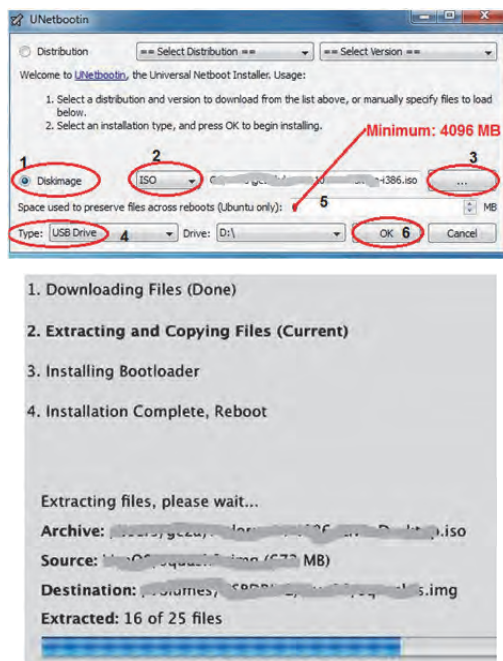 UNetbootin
Distribution == Select Distribution == == Select Version ==
Welcome to UNetbootin, the Universal Netboot Installer. Usage:
1. Select a distribution and version to download from the list above, or manually specify files to load
below.
2. Select an installation type, and press OK to begin installing.
Minimum: 4096 MB
1 2 3
Diskimage ISO -i386.iso ...
Space used to preserve files across reboots (Ubuntu only): 5 MB
Type: USB Drive 4 Drive: D:\ OK 6 Cancel
1. Downloading Files (Done)
2. Extracting and Copying Files (Current)
3. Installing Bootloader
4. Installation Complete, Reboot
Extracting files, please wait...
Archive: .iso
Source: MB)
Destination: .img
Extracted: 16 of 25 files